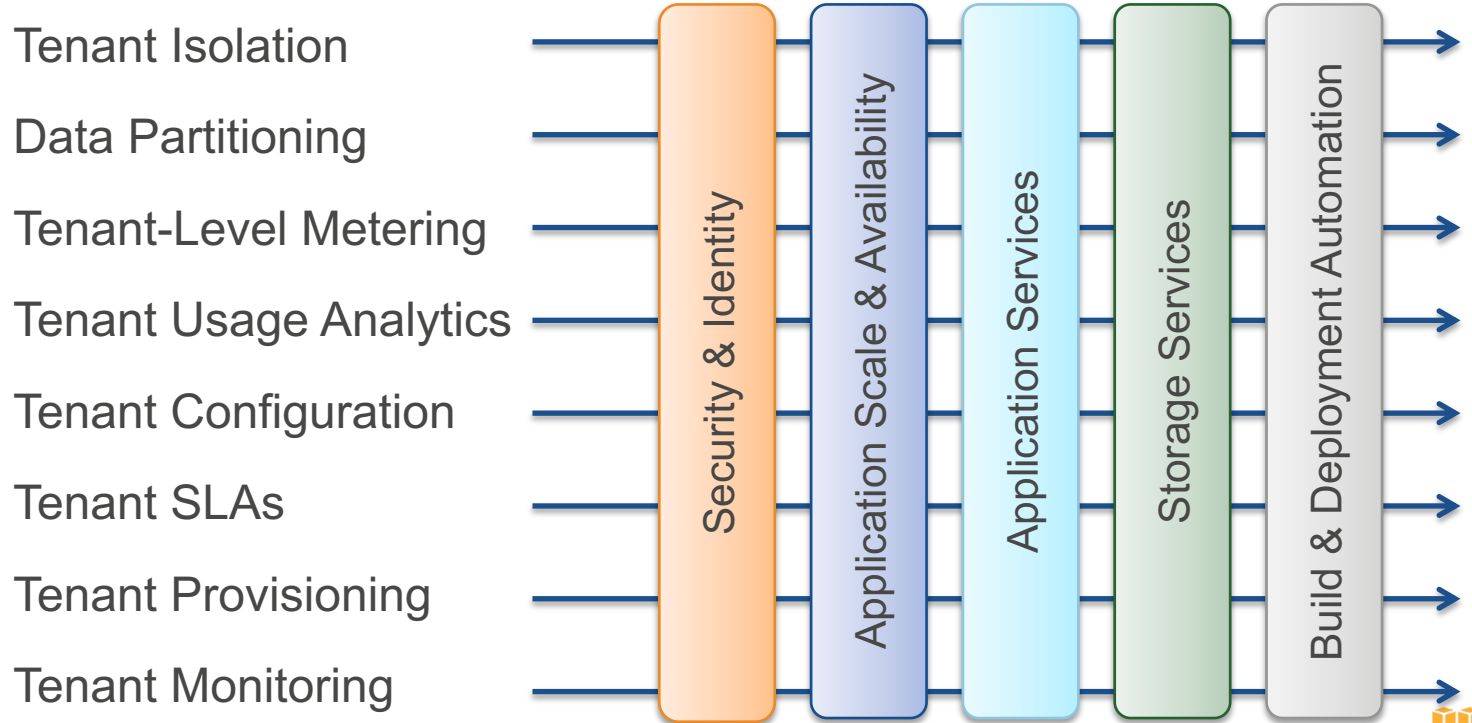 Tenant Isolation
Data Partitioning
Tenant-Level Metering
Tenant Usage Analytics
Tenant Configuration
Tenant SLAs
Tenant Provisioning
Tenant Monitoring
Security & Identity
Application Scale & Availability
Application Services
Storage Services
Build & Deployment Automation